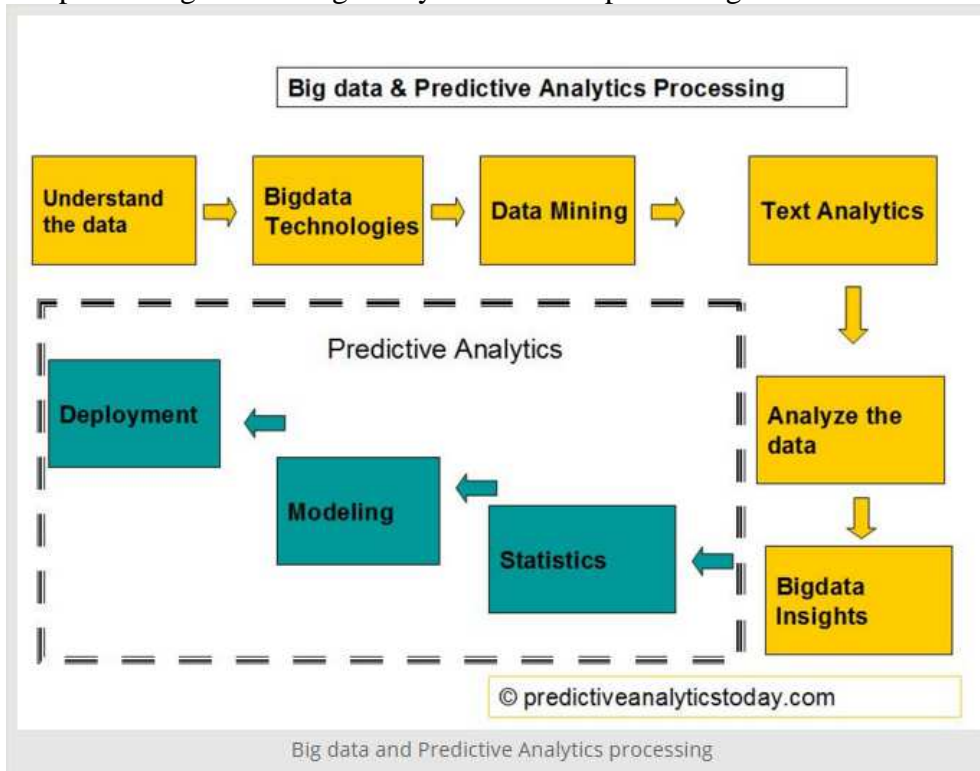 Big data & Predictive Analytics Processing
Understand
the data
Bigdata
Technologies
Data Mining
Text Analytics
Predictive Analytics
Deployment
Modeling
Statistics
Analyze the
data
Bigdata
Insights
© predictiveanalyticstoday.com
Big data and Predictive Analytics processing